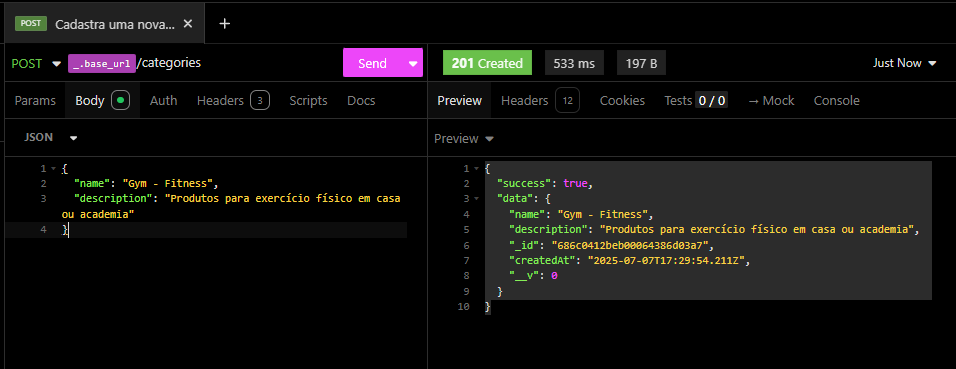 POST Cadastra uma nova...
POST _.base_url/categories Send
201 Created 533 ms 197 B Just Now
Params Body Auth Headers 3 Scripts Docs
Preview Headers 12 Cookies Tests 0 / 0 → Mock Console
JSON
Preview
1 {
2 "name": "Gym - Fitness",
3 "description": "Produtos para exercício físico em casa
ou academia"
4 }
1 {
2 "success": true,
3 "data": {
4 "name": "Gym - Fitness",
5 "description": "Produtos para exercício físico em casa ou academia",
6 "_id": "686c0412beb00064386d03a7",
7 "createdAt": "2025-07-07T17:29:54.211Z",
8 "__v": 0
9 }
10 }